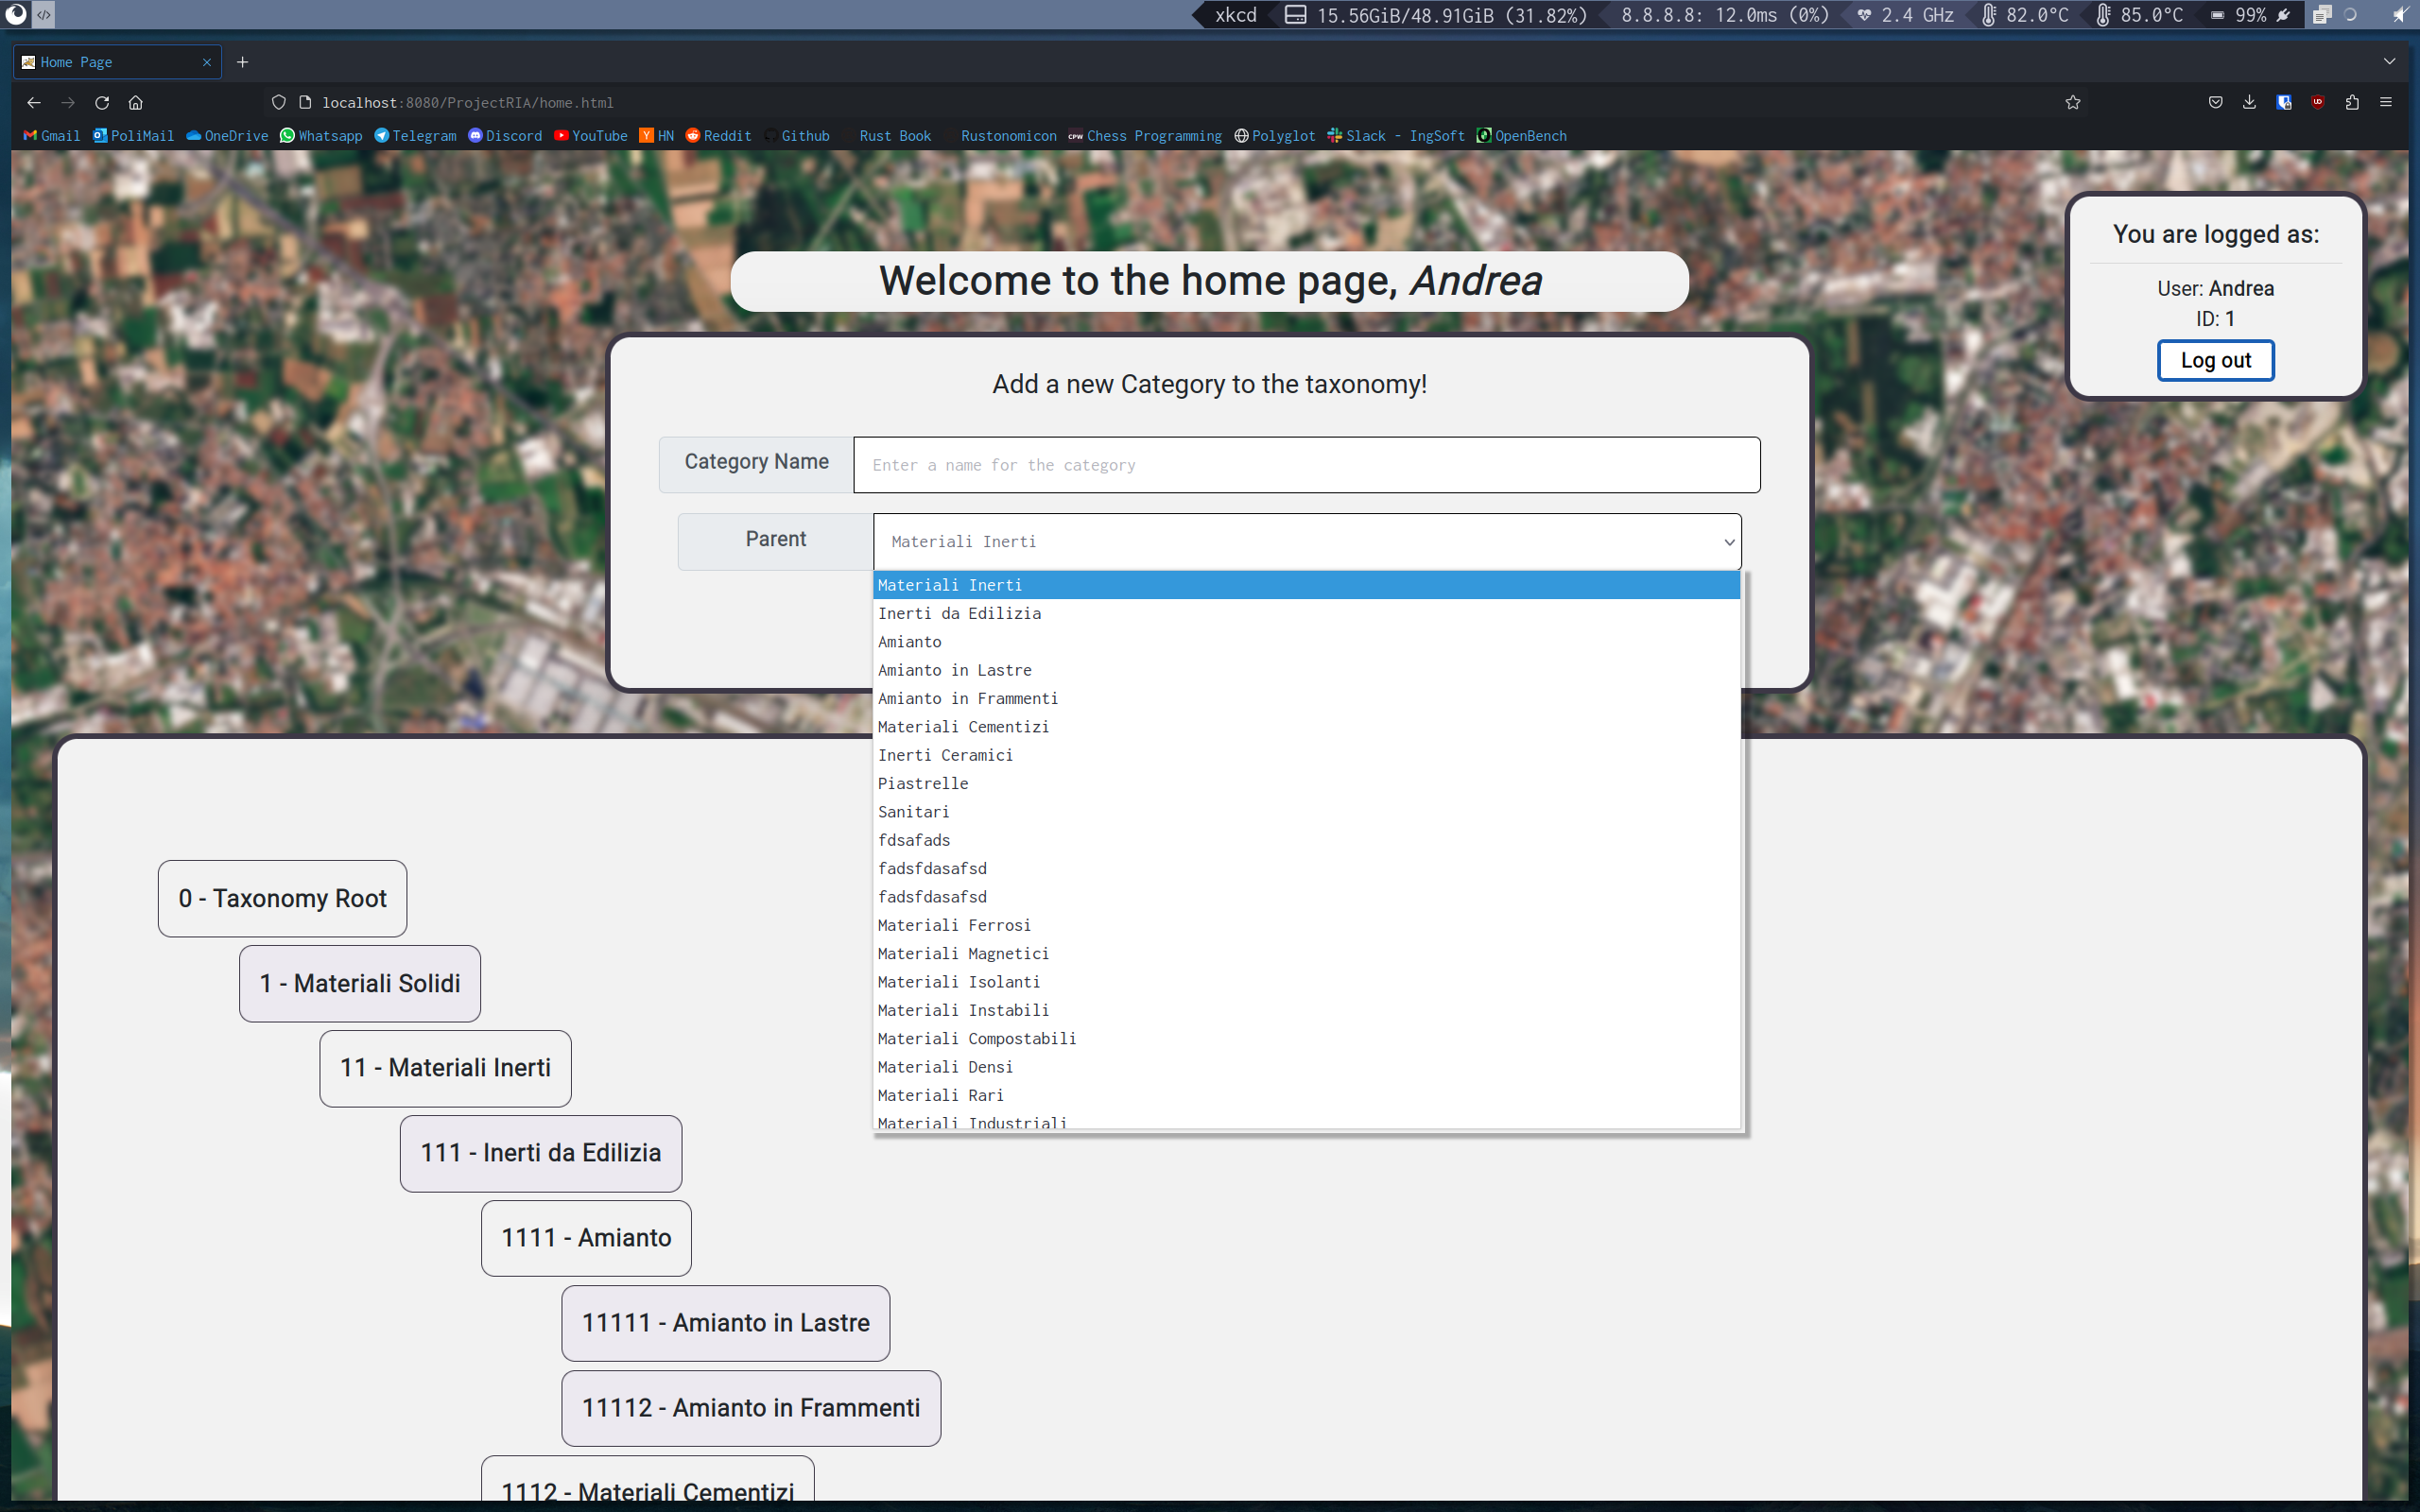 xkcd 15.56GiB/48.91GiB (31.82%) 8.8.8.8: 12.0ms (0%) 2.4 GHz 82.0°C 85.0°C 99%
Home Page
localhost:8080/ProjectRIA/home.html
Gmail PoliMail OneDrive Whatsapp Telegram Discord YouTube HN Reddit Github Rust Book Rustonomicon CPW Chess Programming Polyglot Slack - IngSoft OpenBench
You are logged as:
User: Andrea
ID: 1
Log out
Welcome to the home page, Andrea
Add a new Category to the taxonomy!
Category Name Enter a name for the category
Parent Materiali Inerti
Materiali Inerti
Inerti da Edilizia
Amianto
Amianto in Lastre
Amianto in Frammenti
Materiali Cementizi
Inerti Ceramici
Piastrelle
Sanitari
fdsafads
fadsfdasafsd
fadsfdasafsd
Materiali Ferrosi
Materiali Magnetici
Materiali Isolanti
Materiali Instabili
Materiali Compostabili
Materiali Densi
Materiali Rari
Materiali Industriali
0 - Taxonomy Root
1 - Materiali Solidi
11 - Materiali Inerti
111 - Inerti da Edilizia
1111 - Amianto
11111 - Amianto in Lastre
11112 - Amianto in Frammenti
1112 - Materiali Cementizi